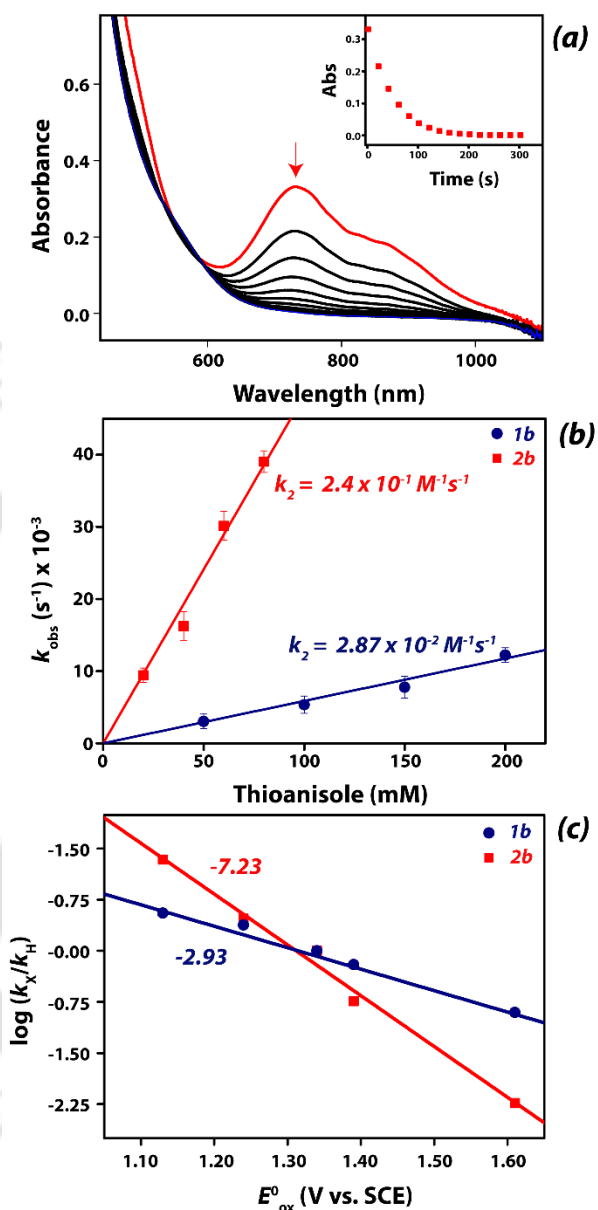 (a)
Absorbance
0.6
0.4
0.2
0.0
600
800
1000
Wavelength (nm)
Abs
0.3
0.2
0.1
0.0
0
100
200
300
Time (s)
(b)
k_obs (s⁻¹) x 10⁻³
40
30
20
10
0
1b
2b
k₂ = 2.4 x 10⁻¹ M⁻¹s⁻¹
k₂ = 2.87 x 10⁻² M⁻¹s⁻¹
0
50
100
150
200
Thioanisole (mM)
(c)
log (k_X/k_H)
-1.50
-0.75
-0.00
-0.75
-1.50
-2.25
1b
2b
-7.23
-2.93
1.10
1.20
1.30
1.40
1.50
1.60
E⁰_ox (V vs. SCE)